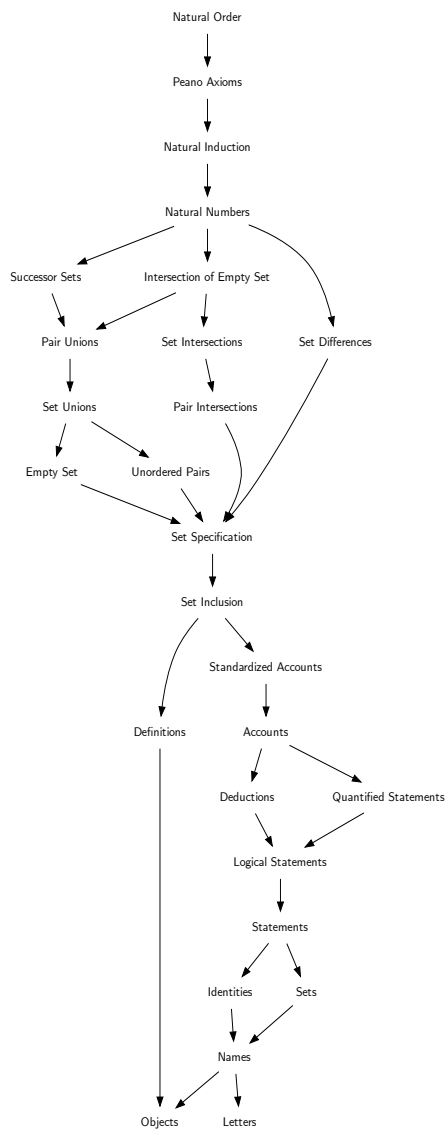 Natural Order
Peano Axioms
Natural Induction
Natural Numbers
Successor Sets
Intersection of Empty Set
Pair Unions
Set Intersections
Set Differences
Set Unions
Pair Intersections
Empty Set
Unordered Pairs
Set Specification
Set Inclusion
Standardized Accounts
Definitions
Accounts
Deductions
Quantified Statements
Logical Statements
Statements
Identities
Sets
Names
Objects
Letters